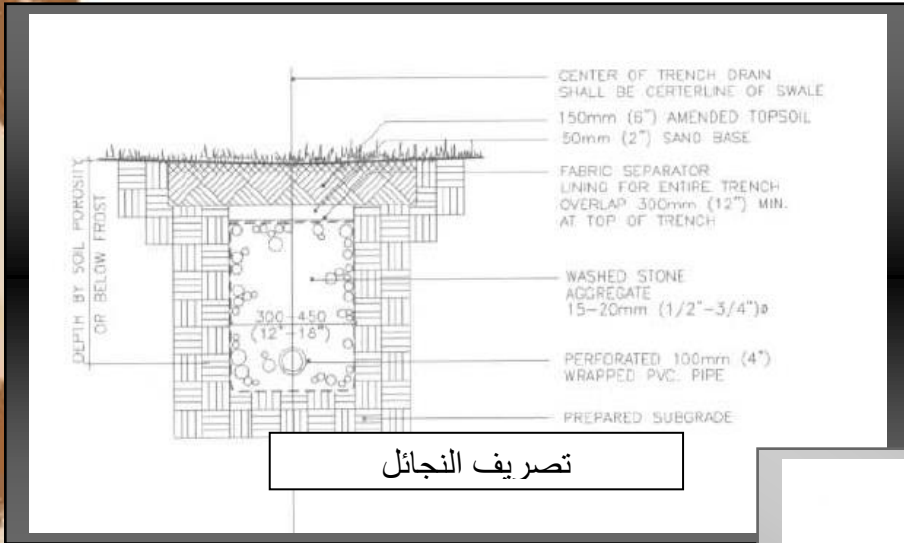 CENTER OF TRENCH DRAIN
SHALL BE CERTERLINE OF SWALE
150mm (6") AMENDED TOPSOIL
50mm (2") SAND BASE
FABRIC SEPARATOR
LINING FOR ENTIRE TRENCH
OVERLAP 300mm (12") MIN.
AT TOP OF TRENCH
DEPTH BY SOIL POROSITY
OR BELOW FROST
WASHED STONE
AGGREGATE
15-20mm (1/2"-3/4")ø
300-450
(12"-18")
PERFORATED 100mm (4")
WRAPPED PVC. PIPE
PREPARED SUBGRADE
تصريف النجائل